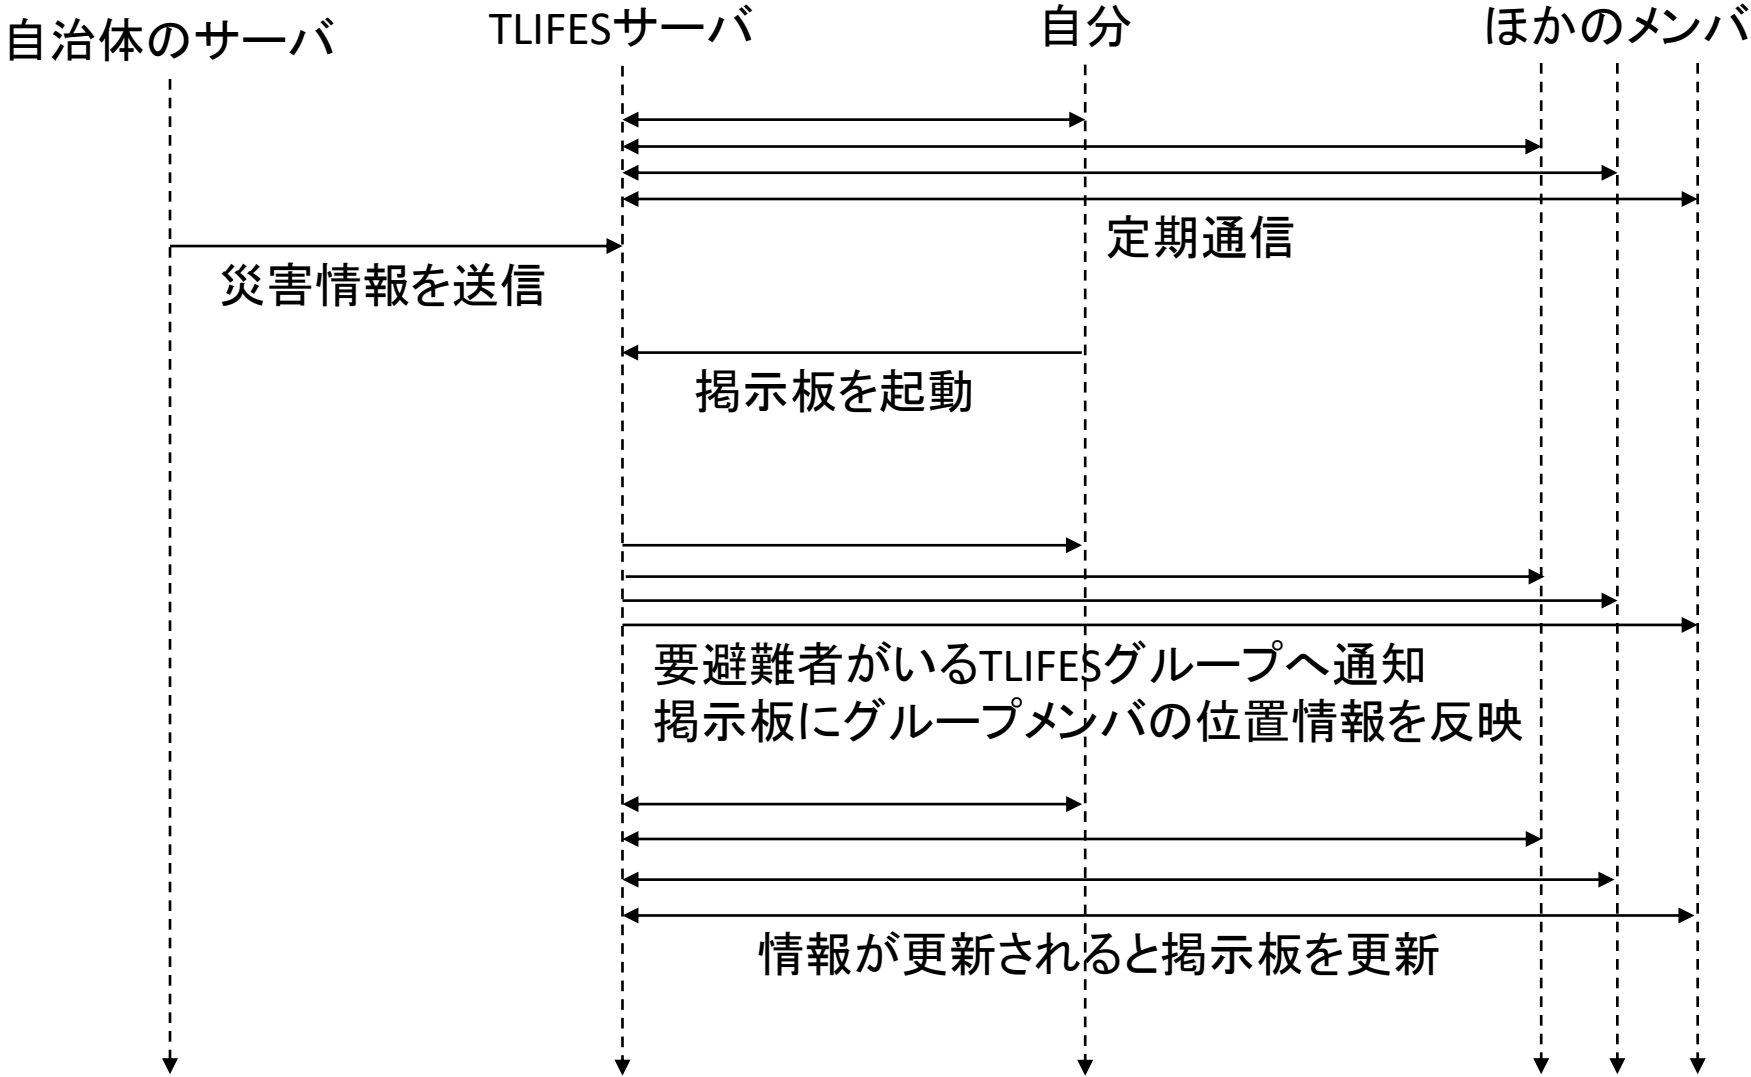 自治体のサーバ
TLIFESサーバ
自分
ほかのメンバ
定期通信
災害情報を送信
掲示板を起動
要避難者がいるTLIFESグループへ通知
掲示板にグループメンバの位置情報を反映
情報が更新されると掲示板を更新